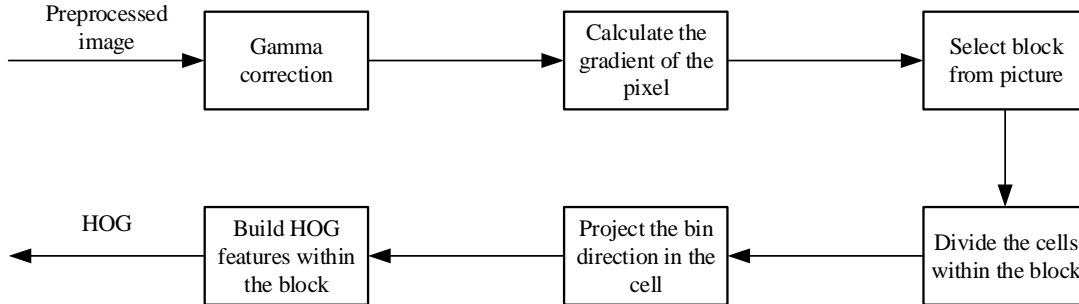 Preprocessed
image
Gamma
correction
Calculate the
gradient of the
pixel
Select block
from picture
Divide the cells
within the block
Project the bin
direction in the
cell
Build HOG
features within
the block
HOG